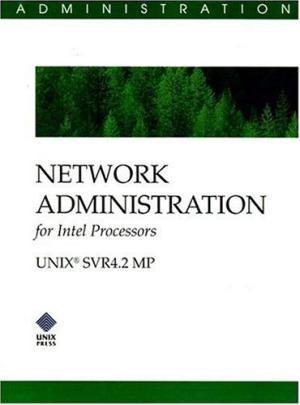 ADMINISTRATION
NETWORK
ADMINISTRATION
for Intel Processors
UNIX® SVR4.2 MP
UNIX
PRESS